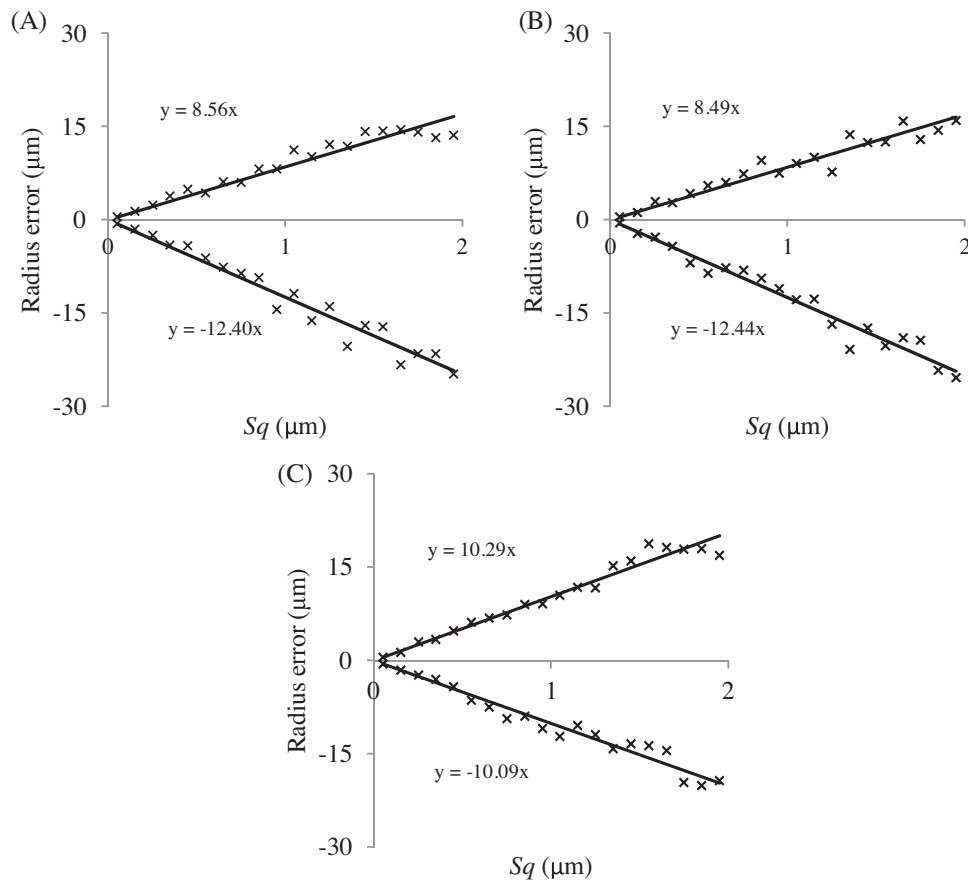 (A)
30
15
0
-15
-30
0
1
2
Radius error (μm)
Sq (μm)
y = 8.56x
y = -12.40x
(B)
30
15
0
-15
-30
0
1
2
Radius error (μm)
Sq (μm)
y = 8.49x
y = -12.44x
(C)
30
15
0
-15
-30
0
1
2
Radius error (μm)
Sq (μm)
y = 10.29x
y = -10.09x